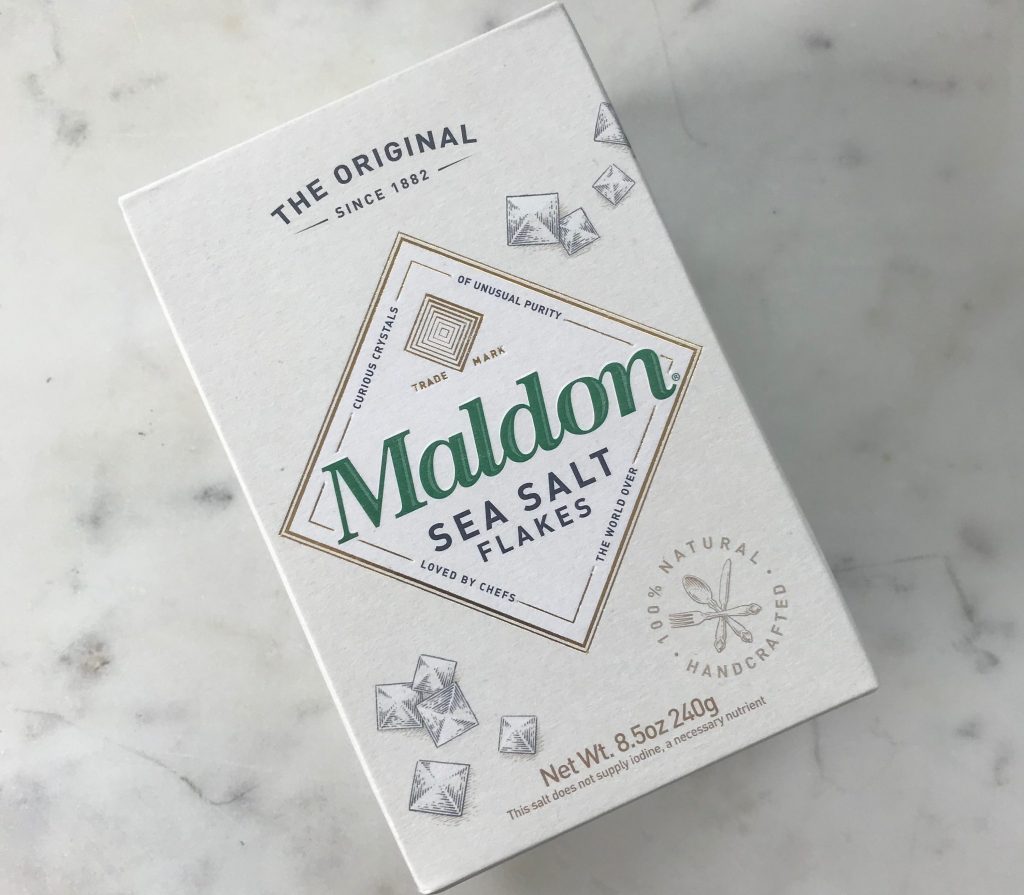 THE ORIGINAL
SINCE 1882
OF UNUSUAL PURITY
CURIOUS CRYSTALS
TRADE MARK
Maldon®
SEA SALT
FLAKES
THE WORLD OVER
LOVED BY CHEFS
100% NATURAL
• HANDCRAFTED •
Net Wt. 8.5oz 240g
This salt does not supply iodine, a necessary nutrient